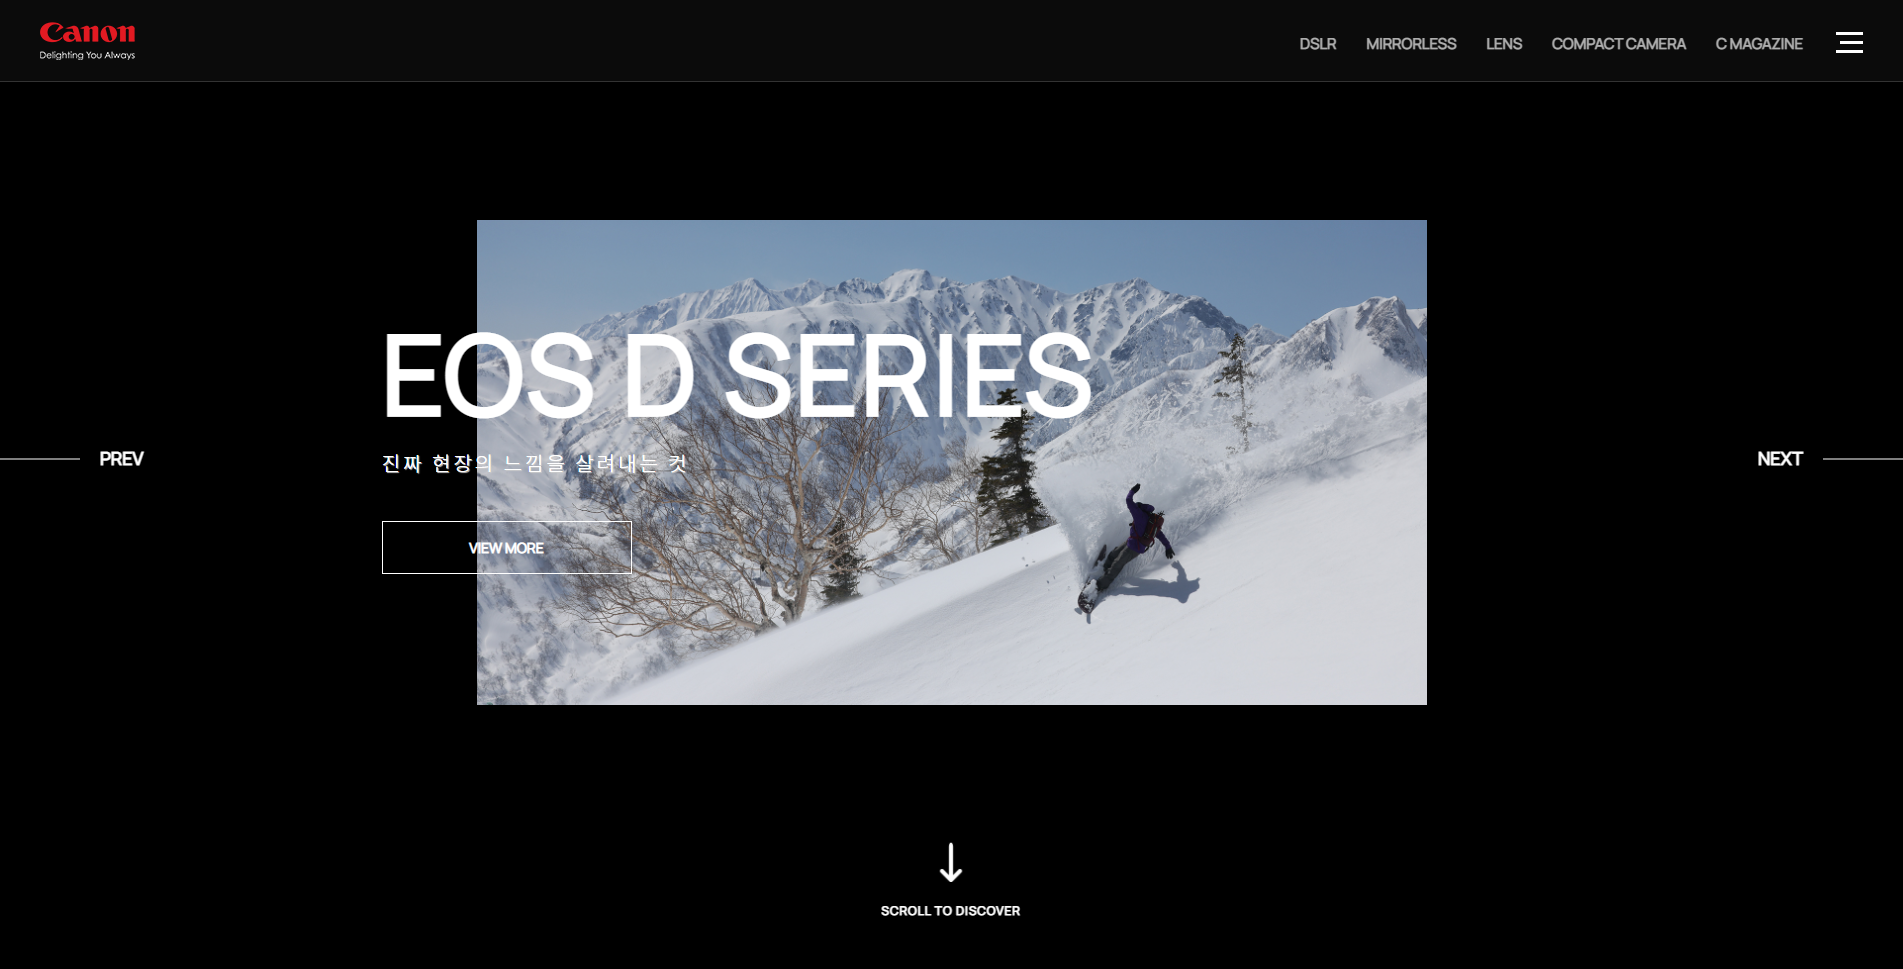 Canon
Delighting You Always
DSLR MIRRORLESS LENS COMPACT CAMERA C MAGAZINE
EOS D SERIES
진짜 현장의 느낌을 살려내는 컷
PREV
NEXT
VIEW MORE
SCROLL TO DISCOVER